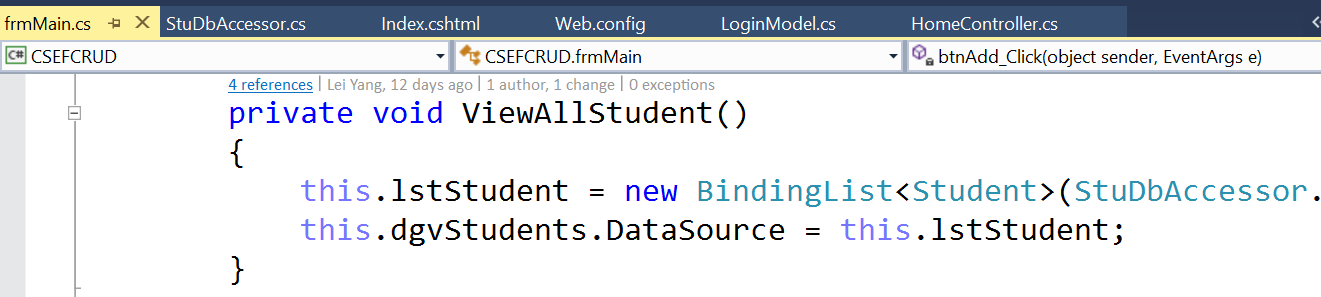 frmMain.cs StuDbAccessor.cs Index.cshtml Web.config LoginModel.cs HomeController.cs
C# CSEFCRUD CSEFCRUD.frmMain btnAdd_Click(object sender, EventArgs e)
4 references | Lei Yang, 12 days ago | 1 author, 1 change | 0 exceptions
private void ViewAllStudent()
{
this.lstStudent = new BindingList<Student>(StuDbAccessor.
this.dgvStudents.DataSource = this.lstStudent;
}